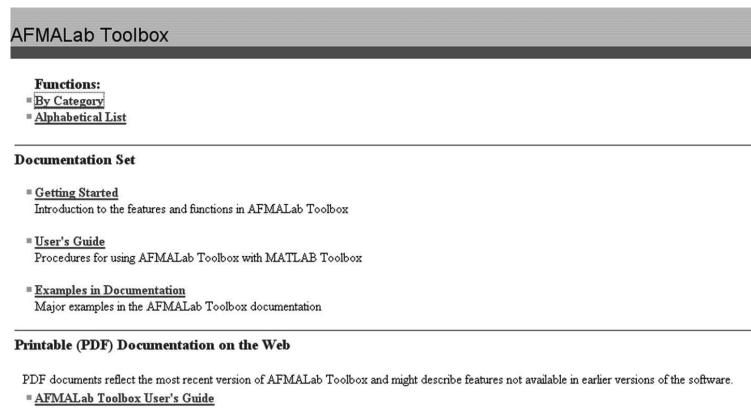 AFMALab Toolbox
Functions:
By Category
Alphabetical List
Documentation Set
Getting Started
Introduction to the features and functions in AFMALab Toolbox
User's Guide
Procedures for using AFMALab Toolbox with MATLAB Toolbox
Examples in Documentation
Major examples in the AFMALab Toolbox documentation
Printable (PDF) Documentation on the Web
PDF documents reflect the most recent version of AFMALab Toolbox and might describe features not available in earlier versions of the software.
AFMALab Toolbox User's Guide